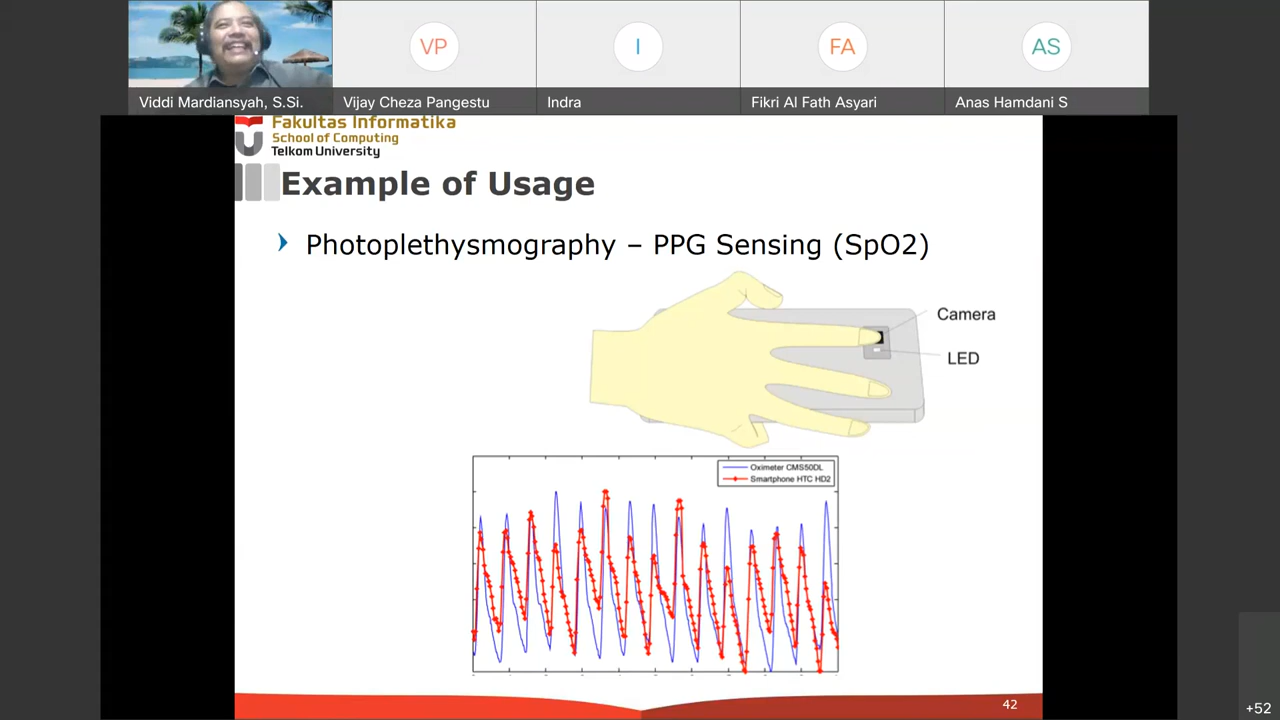 VP
I
FA
AS
Viddi Mardiansyah, S.Si.
Vijay Cheza Pangestu
Indra
Fikri Al Fath Asyari
Anas Hamdani S
Fakultas Informatika
School of Computing
Telkom University
Example of Usage
Photoplethysmography – PPG Sensing (SpO2)
Camera
LED
Oximeter CMS50DL
Smartphone HTC HD2
42
+52